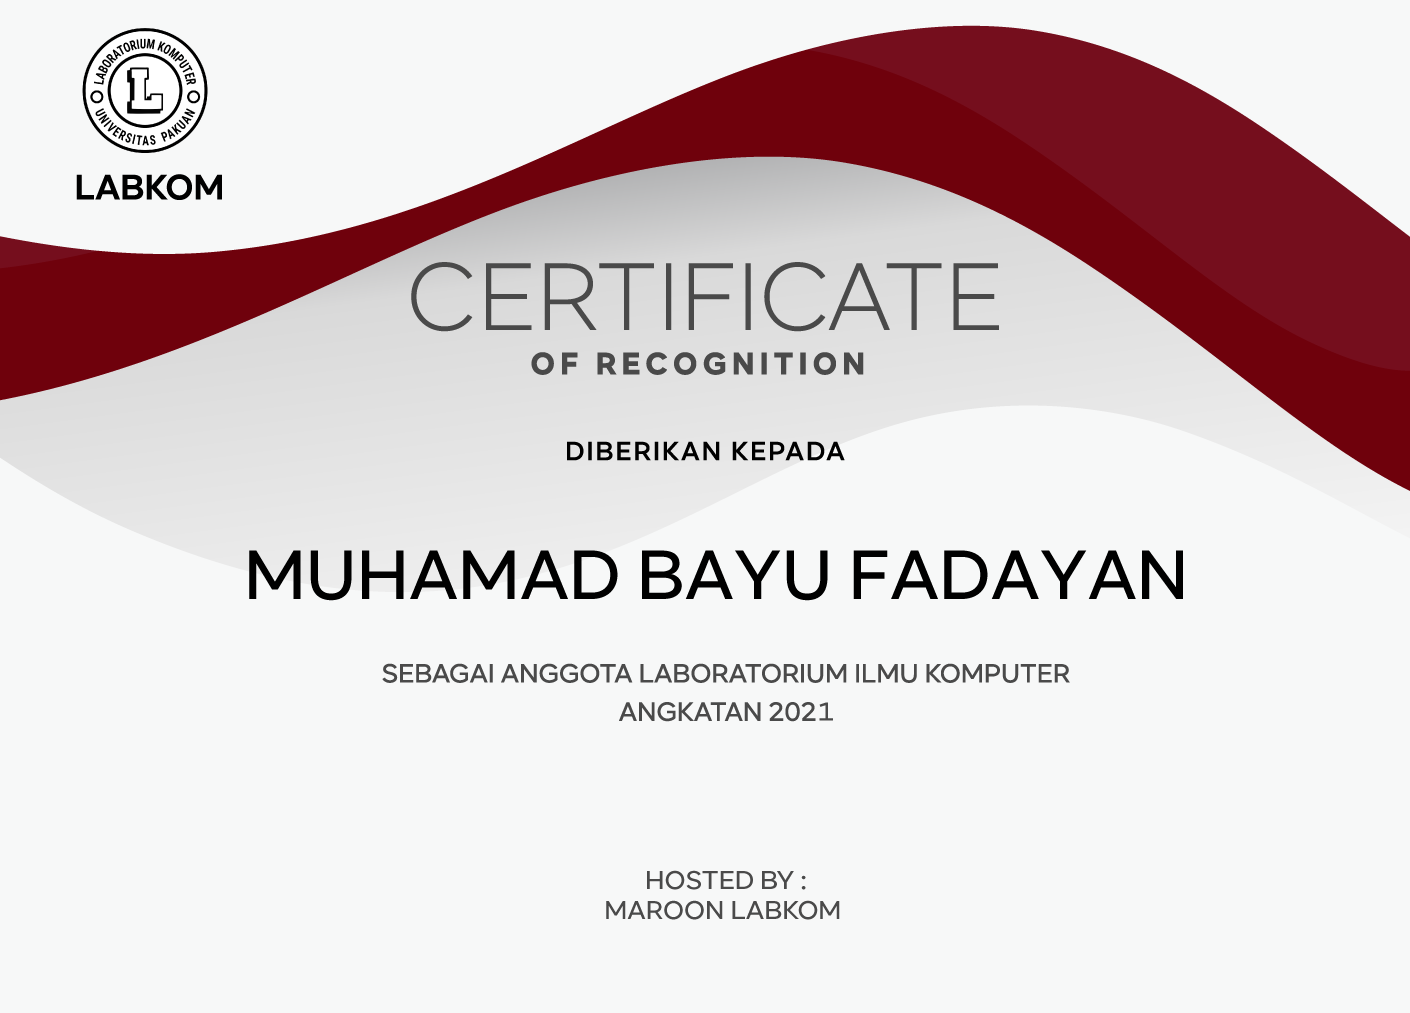 LABORATORIUM KOMPUTER
UNIVERSITAS PAKUAN
L
LABKOM
CERTIFICATE
OF RECOGNITION
DIBERIKAN KEPADA
MUHAMAD BAYU FADAYAN
SEBAGAI ANGGOTA LABORATORIUM ILMU KOMPUTER
ANGKATAN 2021
HOSTED BY :
MAROON LABKOM